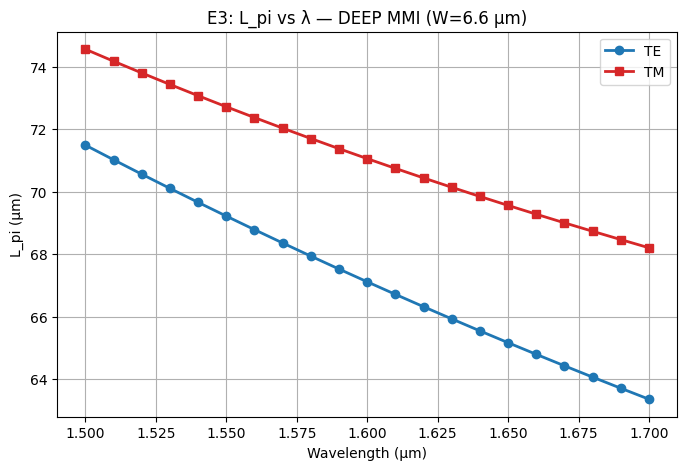 E3: L_pi vs λ — DEEP MMI (W=6.6 μm)
TE
TM
74
72
70
68
66
64
L_pi (μm)
1.500 1.525 1.550 1.575 1.600 1.625 1.650 1.675 1.700
Wavelength (μm)